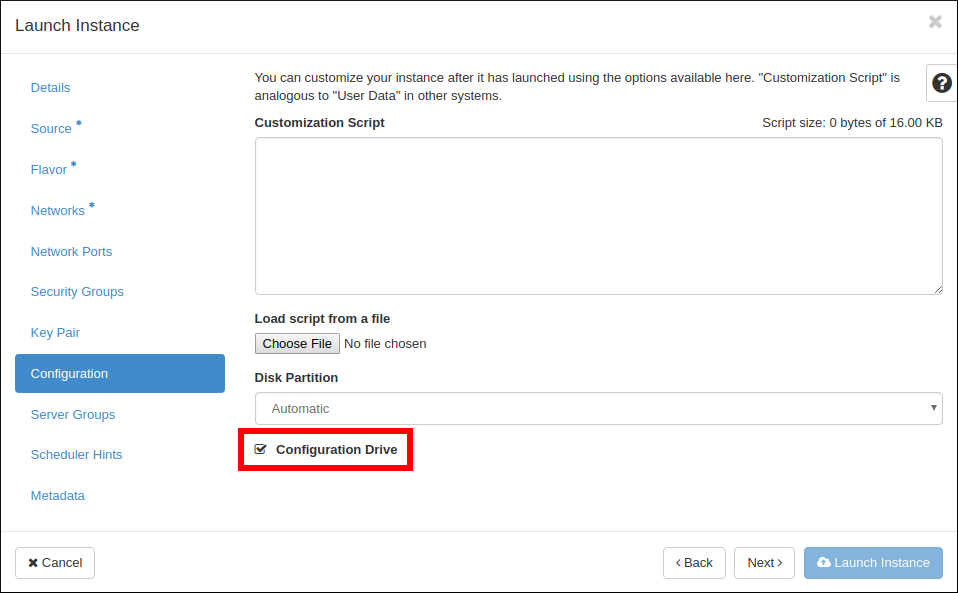 Launch Instance
Details
Source *
Flavor *
Networks *
Network Ports
Security Groups
Key Pair
Configuration
Server Groups
Scheduler Hints
Metadata
You can customize your instance after it has launched using the options available here. "Customization Script" is
analogous to "User Data" in other systems.
Customization Script
Script size: 0 bytes of 16.00 KB
Load script from a file
Choose File No file chosen
Disk Partition
Automatic
Configuration Drive
Cancel
Back
Next
Launch Instance